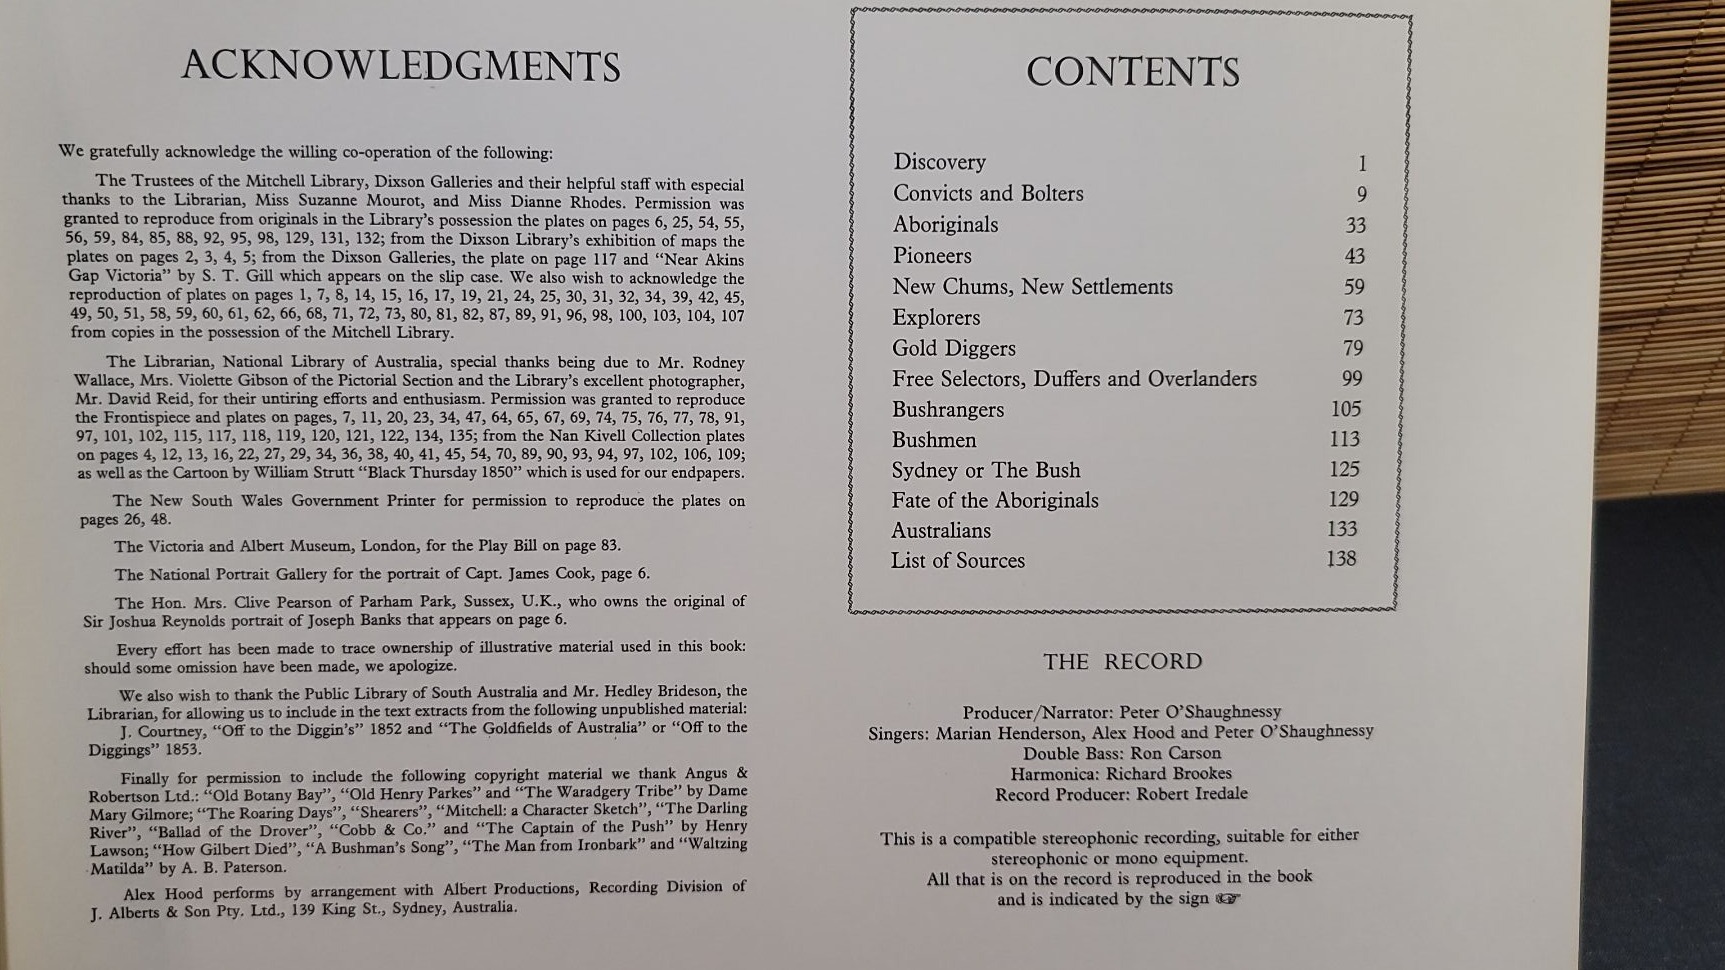 ACKNOWLEDGMENTS
We gratefully acknowledge the willing co-operation of the following:
The Trustees of the Mitchell Library, Dixson Galleries and their helpful staff with especial
thanks to the Librarian, Miss Suzanne Mourot, and Miss Dianne Rhodes. Permission was
granted to reproduce from originals in the Library's possession the plates on pages 6, 25, 54, 55,
56, 59, 84, 85, 88, 92, 95, 98, 129, 131, 132; from the Dixson Library's exhibition of maps the
plates on pages 2, 3, 4, 5; from the Dixson Galleries, the plate on page 117 and "Near Akins
Gap Victoria" by S. T. Gill which appears on the slip case. We also wish to acknowledge the
reproduction of plates on pages 1, 7, 8, 14, 15, 16, 17, 19, 21, 24, 25, 30, 31, 32, 34, 39, 42, 45,
49, 50, 51, 58, 59, 60, 61, 62, 66, 68, 71, 72, 73, 80, 81, 82, 87, 89, 91, 96, 98, 100, 103, 104, 107
from copies in the possession of the Mitchell Library.
The Librarian, National Library of Australia, special thanks being due to Mr. Rodney
Wallace, Mrs. Violette Gibson of the Pictorial Section and the Library's excellent photographer,
Mr. David Reid, for their untiring efforts and enthusiasm. Permission was granted to reproduce
the Frontispiece and plates on pages, 7, 11, 20, 23, 34, 47, 64, 65, 67, 69, 74, 75, 76, 77, 78, 91,
97, 101, 102, 115, 117, 118, 119, 120, 121, 122, 134, 135; from the Nan Kivell Collection plates
on pages 4, 12, 13, 16, 22, 27, 29, 34, 36, 38, 40, 41, 45, 54, 70, 89, 90, 93, 94, 97, 102, 106, 109;
as well as the Cartoon by William Strutt "Black Thursday 1850" which is used for our endpapers.
The New South Wales Government Printer for permission to reproduce the plates on
pages 26, 48.
The Victoria and Albert Museum, London, for the Play Bill on page 83.
The National Portrait Gallery for the portrait of Capt. James Cook, page 6.
The Hon. Mrs. Clive Pearson of Parham Park, Sussex, U.K., who owns the original of
Sir Joshua Reynolds portrait of Joseph Banks that appears on page 6.
Every effort has been made to trace ownership of illustrative material used in this book:
should some omission have been made, we apologize.
We also wish to thank the Public Library of South Australia and Mr. Hedley Brideson, the
Librarian, for allowing us to include in the text extracts from the following unpublished material:
J. Courtney, "Off to the Diggin's" 1852 and "The Goldfields of Australia" or "Off to the
Diggings" 1853.
Finally for permission to include the following copyright material we thank Angus &
Robertson Ltd.: "Old Botany Bay", "Old Henry Parkes" and "The Waradgery Tribe" by Dame
Mary Gilmore; "The Roaring Days", "Shearers", "Mitchell: a Character Sketch", "The Darling
River", "Ballad of the Drover", "Cobb & Co." and "The Captain of the Push" by Henry
Lawson; "How Gilbert Died", "A Bushman's Song", "The Man from Ironbark" and "Waltzing
Matilda" by A. B. Paterson.
Alex Hood performs by arrangement with Albert Productions, Recording Division of
J. Alberts & Son Pty. Ltd., 139 King St., Sydney, Australia.
CONTENTS
Discovery 1
Convicts and Bolters 9
Aboriginals 33
Pioneers 43
New Chums, New Settlements 59
Explorers 73
Gold Diggers 79
Free Selectors, Duffers and Overlanders 99
Bushrangers 105
Bushmen 113
Sydney or The Bush 125
Fate of the Aboriginals 129
Australians 133
List of Sources 138
THE RECORD
Producer/Narrator: Peter O'Shaughnessy
Singers: Marian Henderson, Alex Hood and Peter O'Shaughnessy
Double Bass: Ron Carson
Harmonica: Richard Brookes
Record Producer: Robert Iredale
This is a compatible stereophonic recording, suitable for either
stereophonic or mono equipment.
All that is on the record is reproduced in the book
and is indicated by the sign ☞